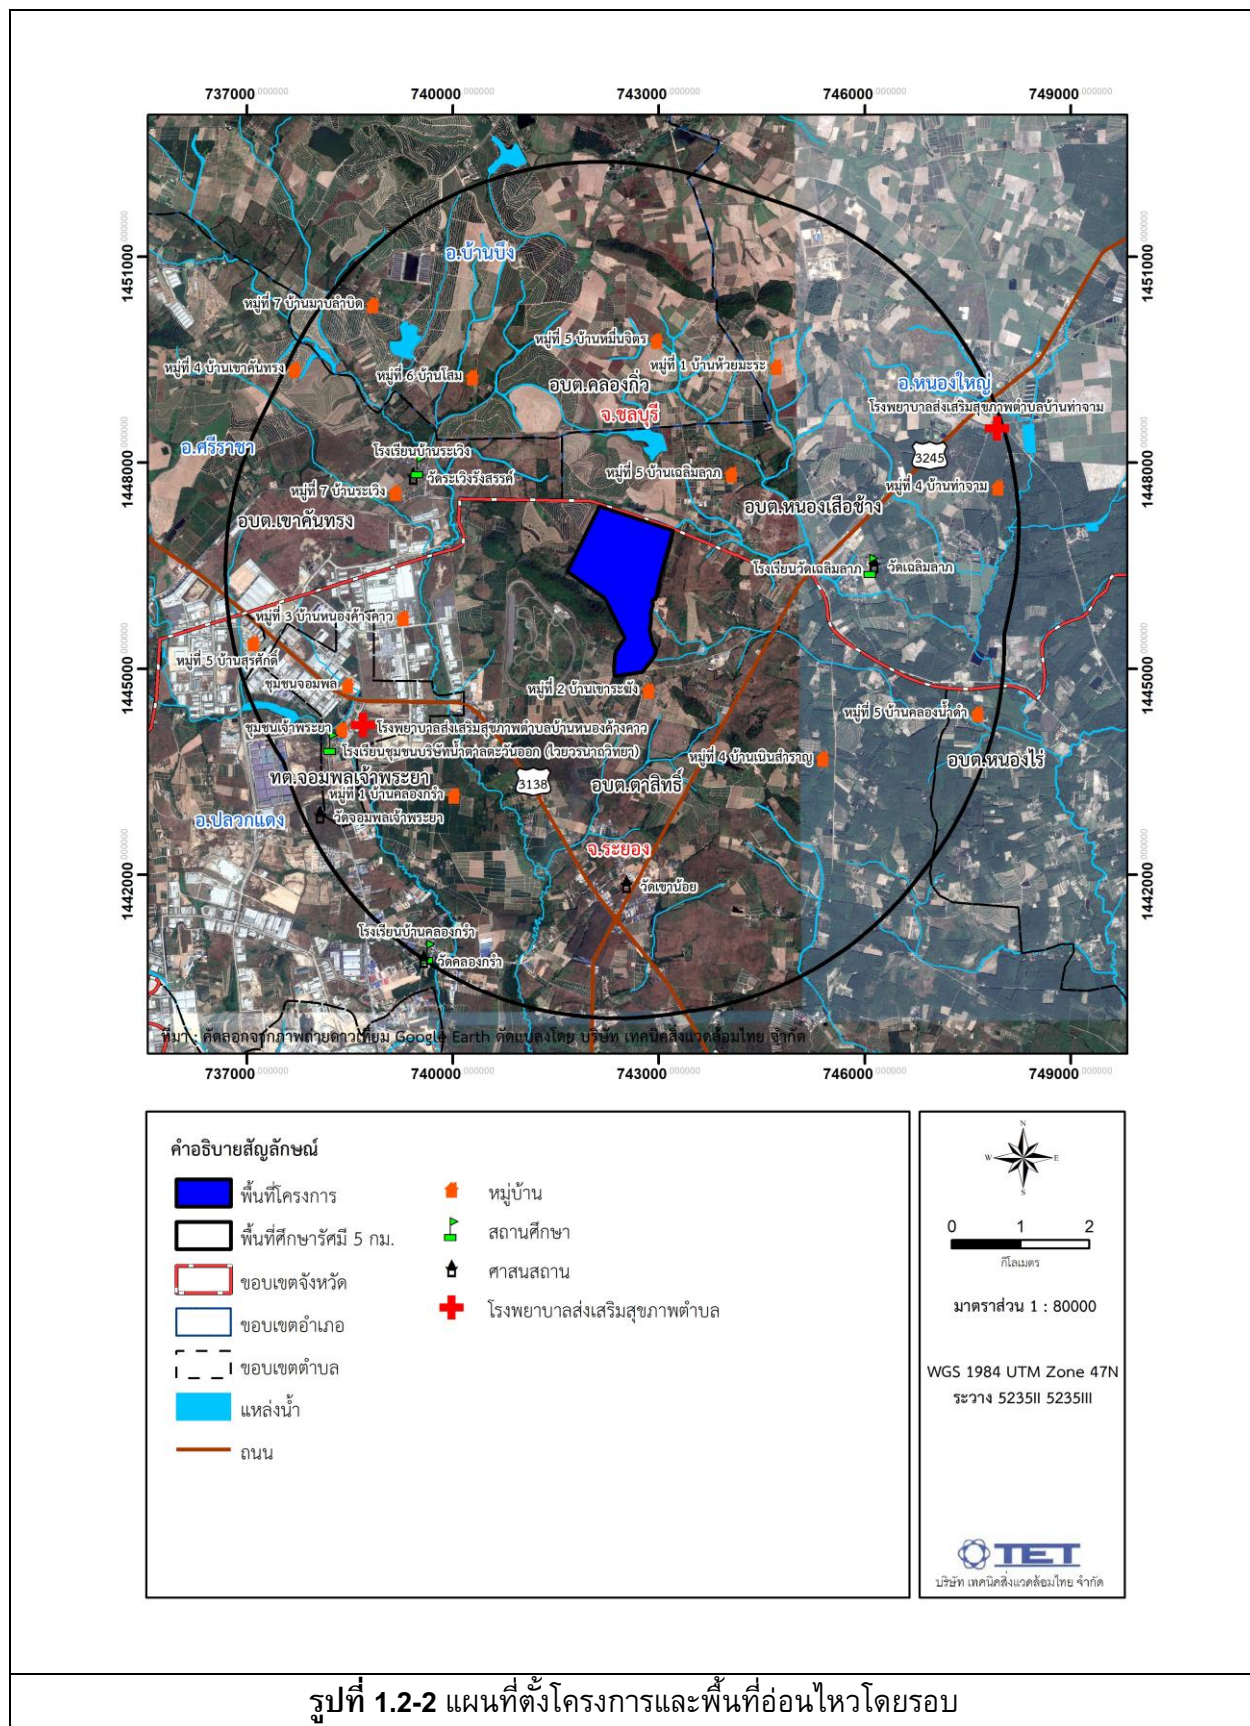 737000.000000 740000.000000 743000.000000 746000.000000 749000.000000
1451000.000000
1448000.000000
1445000.000000
1442000.000000
1451000.000000
1448000.000000
1445000.000000
1442000.000000
อ.บ้านบึง
หมู่ที่ 7 บ้านมาบลำบิด
หมู่ที่ 5 บ้านหมื่นจิตร
หมู่ที่ 4 บ้านเขาคันทรง
หมู่ที่ 6 บ้านโสม
หมู่ที่ 1 บ้านห้วยมะระ
อบต.คลองกิ่ว
อ.หนองใหญ่
จ.ชลบุรี
โรงพยาบาลส่งเสริมสุขภาพตำบลบ้านท่าจาม
อ.ศรีราชา
โรงเรียนบ้านระเวิง
3245
วัดระเวิงรังสรรค์
หมู่ที่ 5 บ้านเฉลิมลาภ
หมู่ที่ 7 บ้านระเวิง
หมู่ที่ 4 บ้านท่าจาม
อบต.หนองเสือช้าง
อบต.เขาคันทรง
โรงเรียนวัดเฉลิมลาภ
วัดเฉลิมลาภ
หมู่ที่ 3 บ้านหนองค้างคาว
หมู่ที่ 5 บ้านสุรศักดิ์
ชุมชนจอมพล
หมู่ที่ 2 บ้านเขาระฆัง
หมู่ที่ 5 บ้านคลองน้ำดำ
ชุมชนเจ้าพระยา
โรงพยาบาลส่งเสริมสุขภาพตำบลบ้านหนองค้างคาว
โรงเรียนชุมชนบริษัทน้ำตาลตะวันออก (ไวยวรนาถวิทยา)
หมู่ที่ 4 บ้านเนินสำราญ
อบต.หนองไร่
ทต.จอมพลเจ้าพระยา
3138
อบต.ตาสิทธิ์
หมู่ที่ 1 บ้านคลองกรำ
วัดจอมพลเจ้าพระยา
อ.ปลวกแดง
จ.ระยอง
วัดเขาน้อย
โรงเรียนบ้านคลองกรำ
วัดคลองกรำ
ที่มา : คัดลอกจากภาพถ่ายดาวเทียม Google Earth ดัดแปลงโดย บริษัท เทคนิคสิ่งแวดล้อมไทย จำกัด
737000.000000 740000.000000 743000.000000 746000.000000 749000.000000
คำอธิบายสัญลักษณ์
พื้นที่โครงการ
พื้นที่ศึกษารัศมี 5 กม.
ขอบเขตจังหวัด
ขอบเขตอำเภอ
ขอบเขตตำบล
แหล่งน้ำ
ถนน
หมู่บ้าน
สถานศึกษา
ศาสนสถาน
โรงพยาบาลส่งเสริมสุขภาพตำบล
N
W E
S
0 1 2
กิโลเมตร
มาตราส่วน 1 : 80000
WGS 1984 UTM Zone 47N
ระวาง 5235II 5235III
TET
บริษัท เทคนิคสิ่งแวดล้อมไทย จำกัด
รูปที่ 1.2-2 แผนที่ตั้งโครงการและพื้นที่อ่อนไหวโดยรอบ